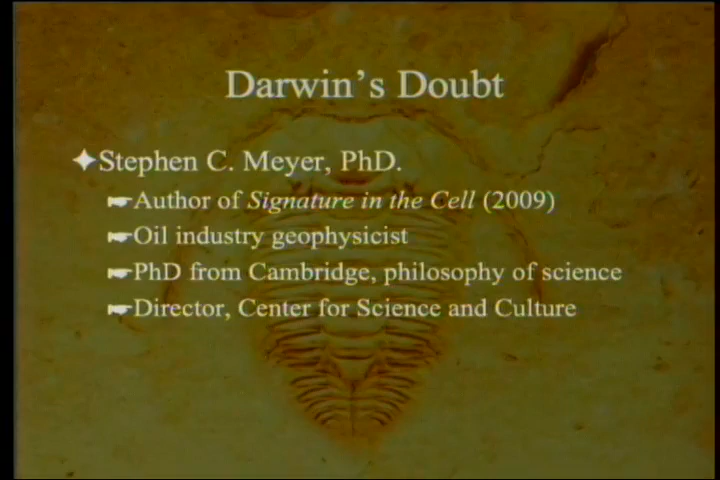 Darwin's Doubt
Stephen C. Meyer, PhD.
Author of Signature in the Cell (2009)
Oil industry geophysicist
PhD from Cambridge, philosophy of science
Director, Center for Science and Culture